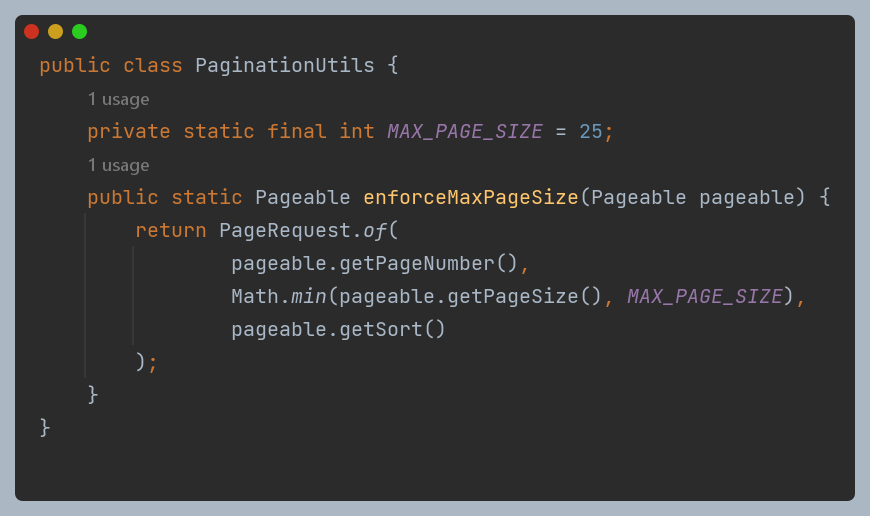 public class PaginationUtils {
1 usage
private static final int MAX_PAGE_SIZE = 25;
1 usage
public static Pageable enforceMaxPageSize(Pageable pageable) {
return PageRequest.of(
pageable.getPageNumber(),
Math.min(pageable.getPageSize(), MAX_PAGE_SIZE),
pageable.getSort()
);
}
}